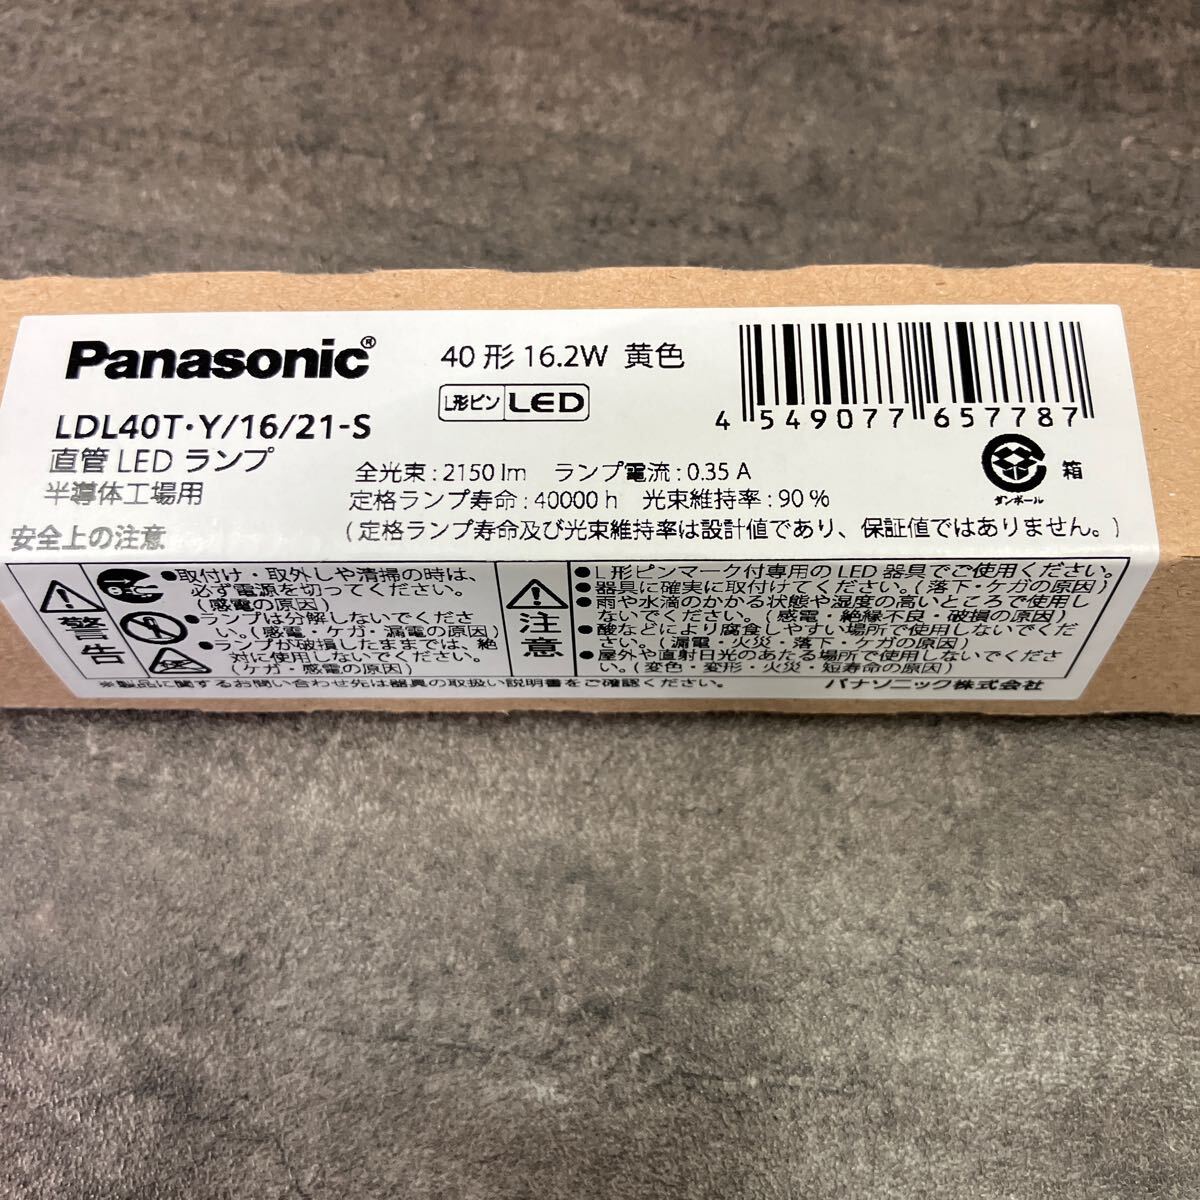 Panasonic®
40形 16.2W 黄色
L形ピン LED
4 549077 657787
LDL40T・Y/16/21-S
直管 LED ランプ
半導体工場用
全光束：2150 lm ランプ電流：0.35 A
定格ランプ寿命：40000 h 光束維持率：90 %
（定格ランプ寿命及び光束維持率は設計値であり、保証値ではありません。）
ダンボール
箱
安全上の注意
警告
●取付け・取外しや清掃の時は、
必ず電源を切ってください。
（感電の原因）
●ランプは分解しないでくださ
い。（感電・ケガ・漏電の原因）
●ランプが破損したままでは、絶
対に使用しないでください。
（ケガ・感電の原因）
注意
●L形ピンマーク付専用の LED 器具でご使用ください。
●器具に確実に取付けてください。（落下・ケガの原因）
●雨や水滴のかかる状態や湿度の高いところで使用し
ないでください。（感電・絶縁不良・破損の原因）
●酸などにより腐食しやすい場所で使用しないでくだ
さい。（漏電・火災・落下・ケガの原因）
●屋外や直射日光のあたる場所で使用しないでくださ
い。（変色・変形・火災・短寿命の原因）
※製品に関するお問い合わせ先は器具の取扱い説明書をご確認ください。
パナソニック株式会社